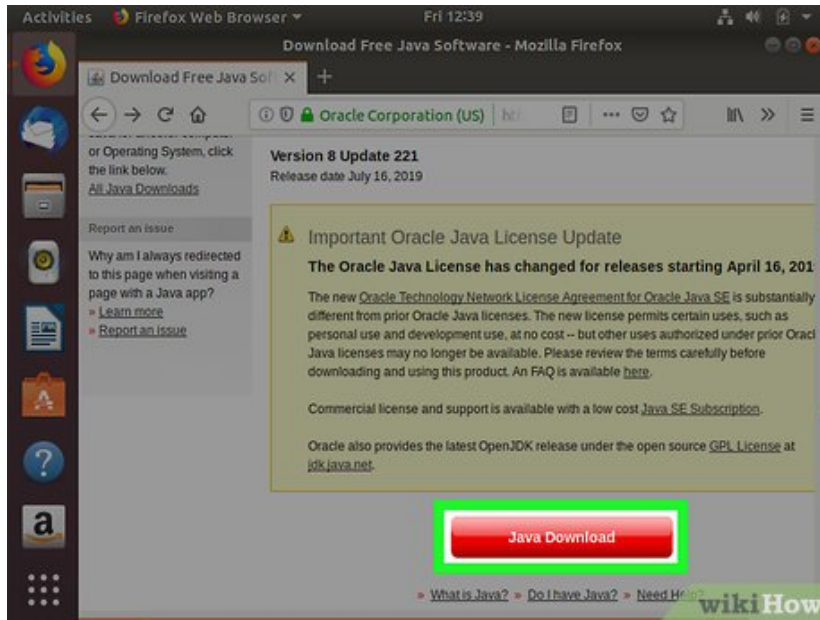 Activities
Firefox Web Browser
Fri 12:39
Download Free Java Software - Mozilla Firefox
Download Free Java Soft
Oracle Corporation (US)
or Operating System, click
the link below.
All Java Downloads
Report an issue
Why am I always redirected
to this page when visiting a
page with a Java app?
» Learn more
» Report an issue
Version 8 Update 221
Release date July 16, 2019
Important Oracle Java License Update
The Oracle Java License has changed for releases starting April 16, 201
The new Oracle Technology Network License Agreement for Oracle Java SE is substantially
different from prior Oracle Java licenses. The new license permits certain uses, such as
personal use and development use, at no cost -- but other uses authorized under prior Oracl
Java licenses may no longer be available. Please review the terms carefully before
downloading and using this product. An FAQ is available here.
Commercial license and support is available with a low cost Java SE Subscription.
Oracle also provides the latest OpenJDK release under the open source GPL License at
jdk.java.net.
Java Download
» What is Java? » Do I have Java? » Need Help?
a
wikiHow